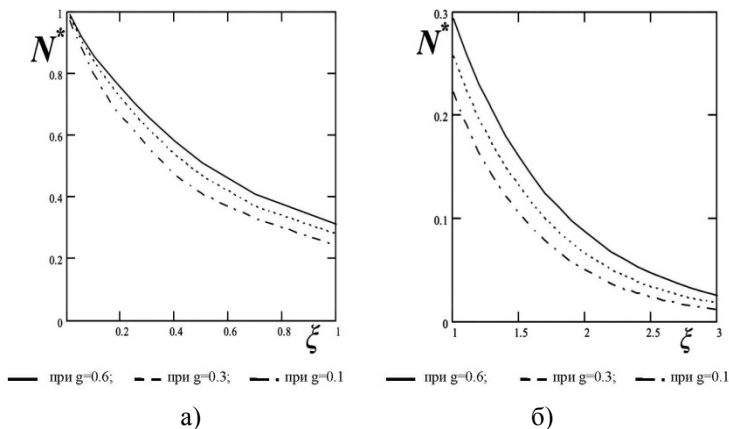 1
N*
0.8
0.6
0.4
0.2
0
0.2 0.4 0.6 0.8 1
ξ
при g=0.6; при g=0.3; при g=0.1
а)
0.3
N*
0.2
0.1
0
1 1.5 2 2.5 3
ξ
при g=0.6; при g=0.3; при g=0.1
б)